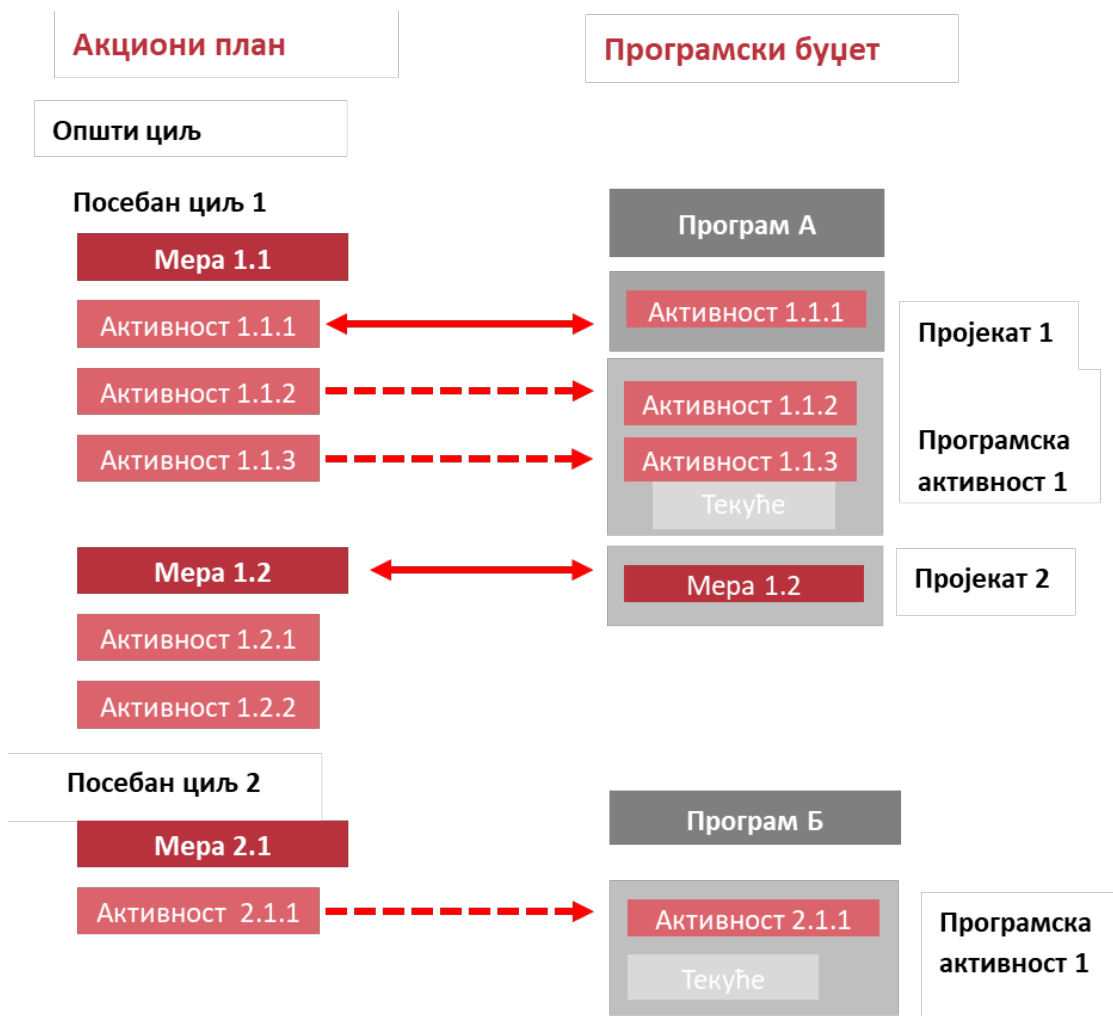 Акциони план
Програмски буџет
Општи циљ
Посебан циљ 1
Програм А
Мера 1.1
Активност 1.1.1
Активност 1.1.1
Пројекат 1
Активност 1.1.2
Активност 1.1.2
Активност 1.1.3
Активност 1.1.3
Текуће
Програмска
активност 1
Мера 1.2
Мера 1.2
Пројекат 2
Активност 1.2.1
Активност 1.2.2
Посебан циљ 2
Програм Б
Мера 2.1
Активност 2.1.1
Активност 2.1.1
Текуће
Програмска
активност 1